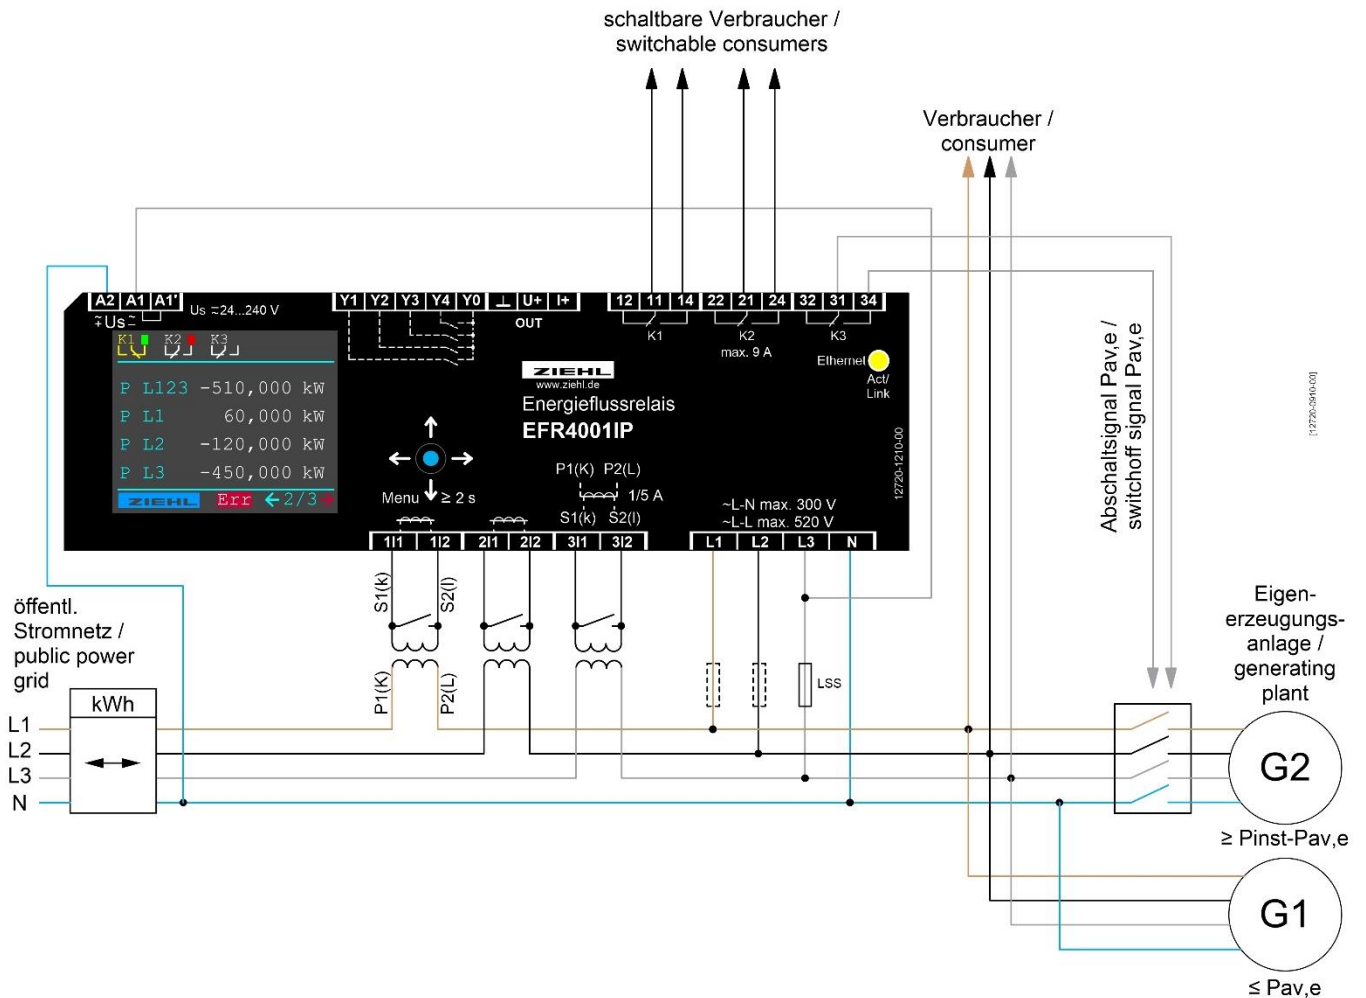 schaltbare Verbraucher /
switchable consumers
Verbraucher /
consumer
A2 A1 A1'
≂Us≂
Us ≂24...240 V
Y1 Y2 Y3 Y4 Y0
⊥ U+ I+
OUT
12 11 14
K1
22 21 24
K2
max. 9 A
32 31 34
K3
K1 K2 K3
P L123 -510,000 kW
P L1 60,000 kW
P L2 -120,000 kW
P L3 -450,000 kW
ZIEHL Err ←2/3→
ZIEHL
www.ziehl.de
Energieflussrelais
EFR4001IP
Ethernet
Act/
Link
Menu ≥ 2 s
P1(K) P2(L)
1/5 A
S1(k) S2(l)
~L-N max. 300 V
~L-L max. 520 V
12720-1210-00
1I1 1I2
2I1 2I2
3I1 3I2
L1 L2 L3 N
Abschaltsignal Pav,e /
switchoff signal Pav,e
[12720-0910-00]
S1(k)
S2(l)
P1(K)
P2(L)
LSS
öffentl.
Stromnetz /
public power
grid
kWh
L1
L2
L3
N
Eigen-
erzeugungs-
anlage /
generating
plant
G2
≥ Pinst-Pav,e
G1
≤ Pav,e